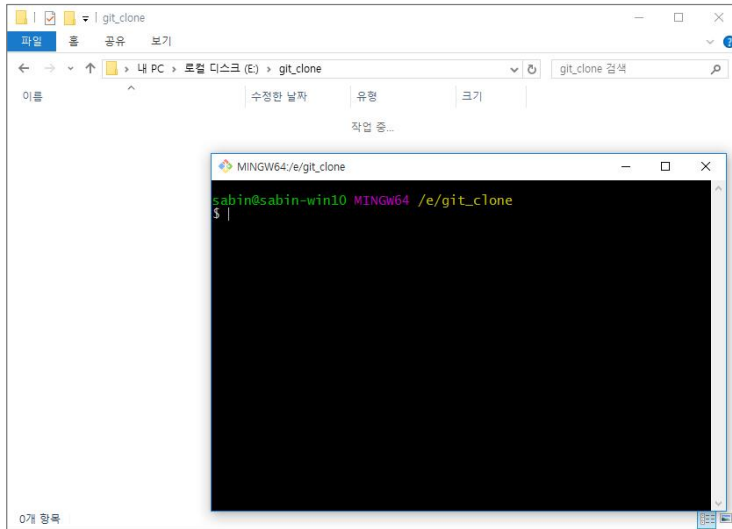 git_clone
파일 홈 공유 보기
내 PC › 로컬 디스크 (E:) › git_clone
git_clone 검색
이름 수정한 날짜 유형 크기
작업 중...
MINGW64:/e/git_clone
sabin@sabin-win10 MINGW64 /e/git_clone
$
0개 항목